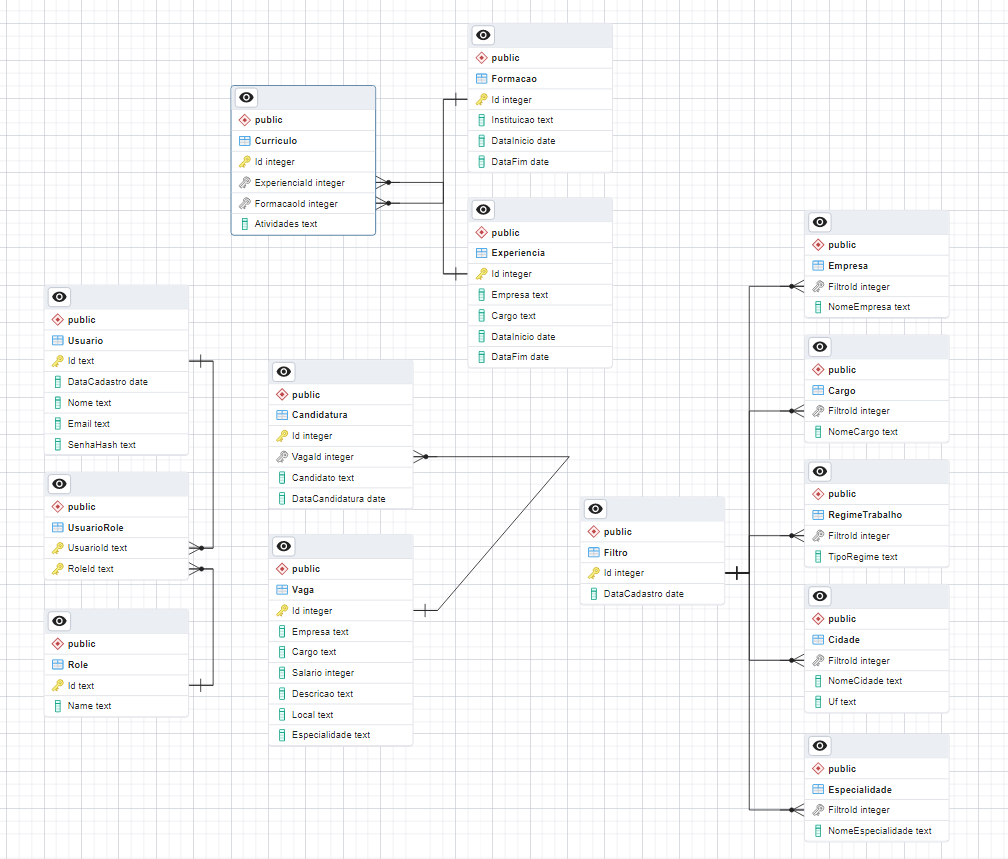 public
Formacao
Id integer
Instituicao text
DataInicio date
DataFim date
public
Curriculo
Id integer
ExperienciaId integer
FormacaoId integer
Atividades text
public
Experiencia
Id integer
Empresa text
Cargo text
DataInicio date
DataFim date
public
Empresa
FiltroId integer
NomeEmpresa text
public
Usuario
Id text
DataCadastro date
Nome text
Email text
SenhaHash text
public
Cargo
FiltroId integer
NomeCargo text
public
Candidatura
Id integer
VagaId integer
Candidato text
DataCandidatura date
public
RegimeTrabalho
FiltroId integer
TipoRegime text
public
UsuarioRole
UsuarioId text
RoleId text
public
Filtro
Id integer
DataCadastro date
public
Vaga
Id integer
Empresa text
Cargo text
Salario integer
Descricao text
Local text
Especialidade text
public
Cidade
FiltroId integer
NomeCidade text
Uf text
public
Role
Id text
Name text
public
Especialidade
FiltroId integer
NomeEspecialidade text